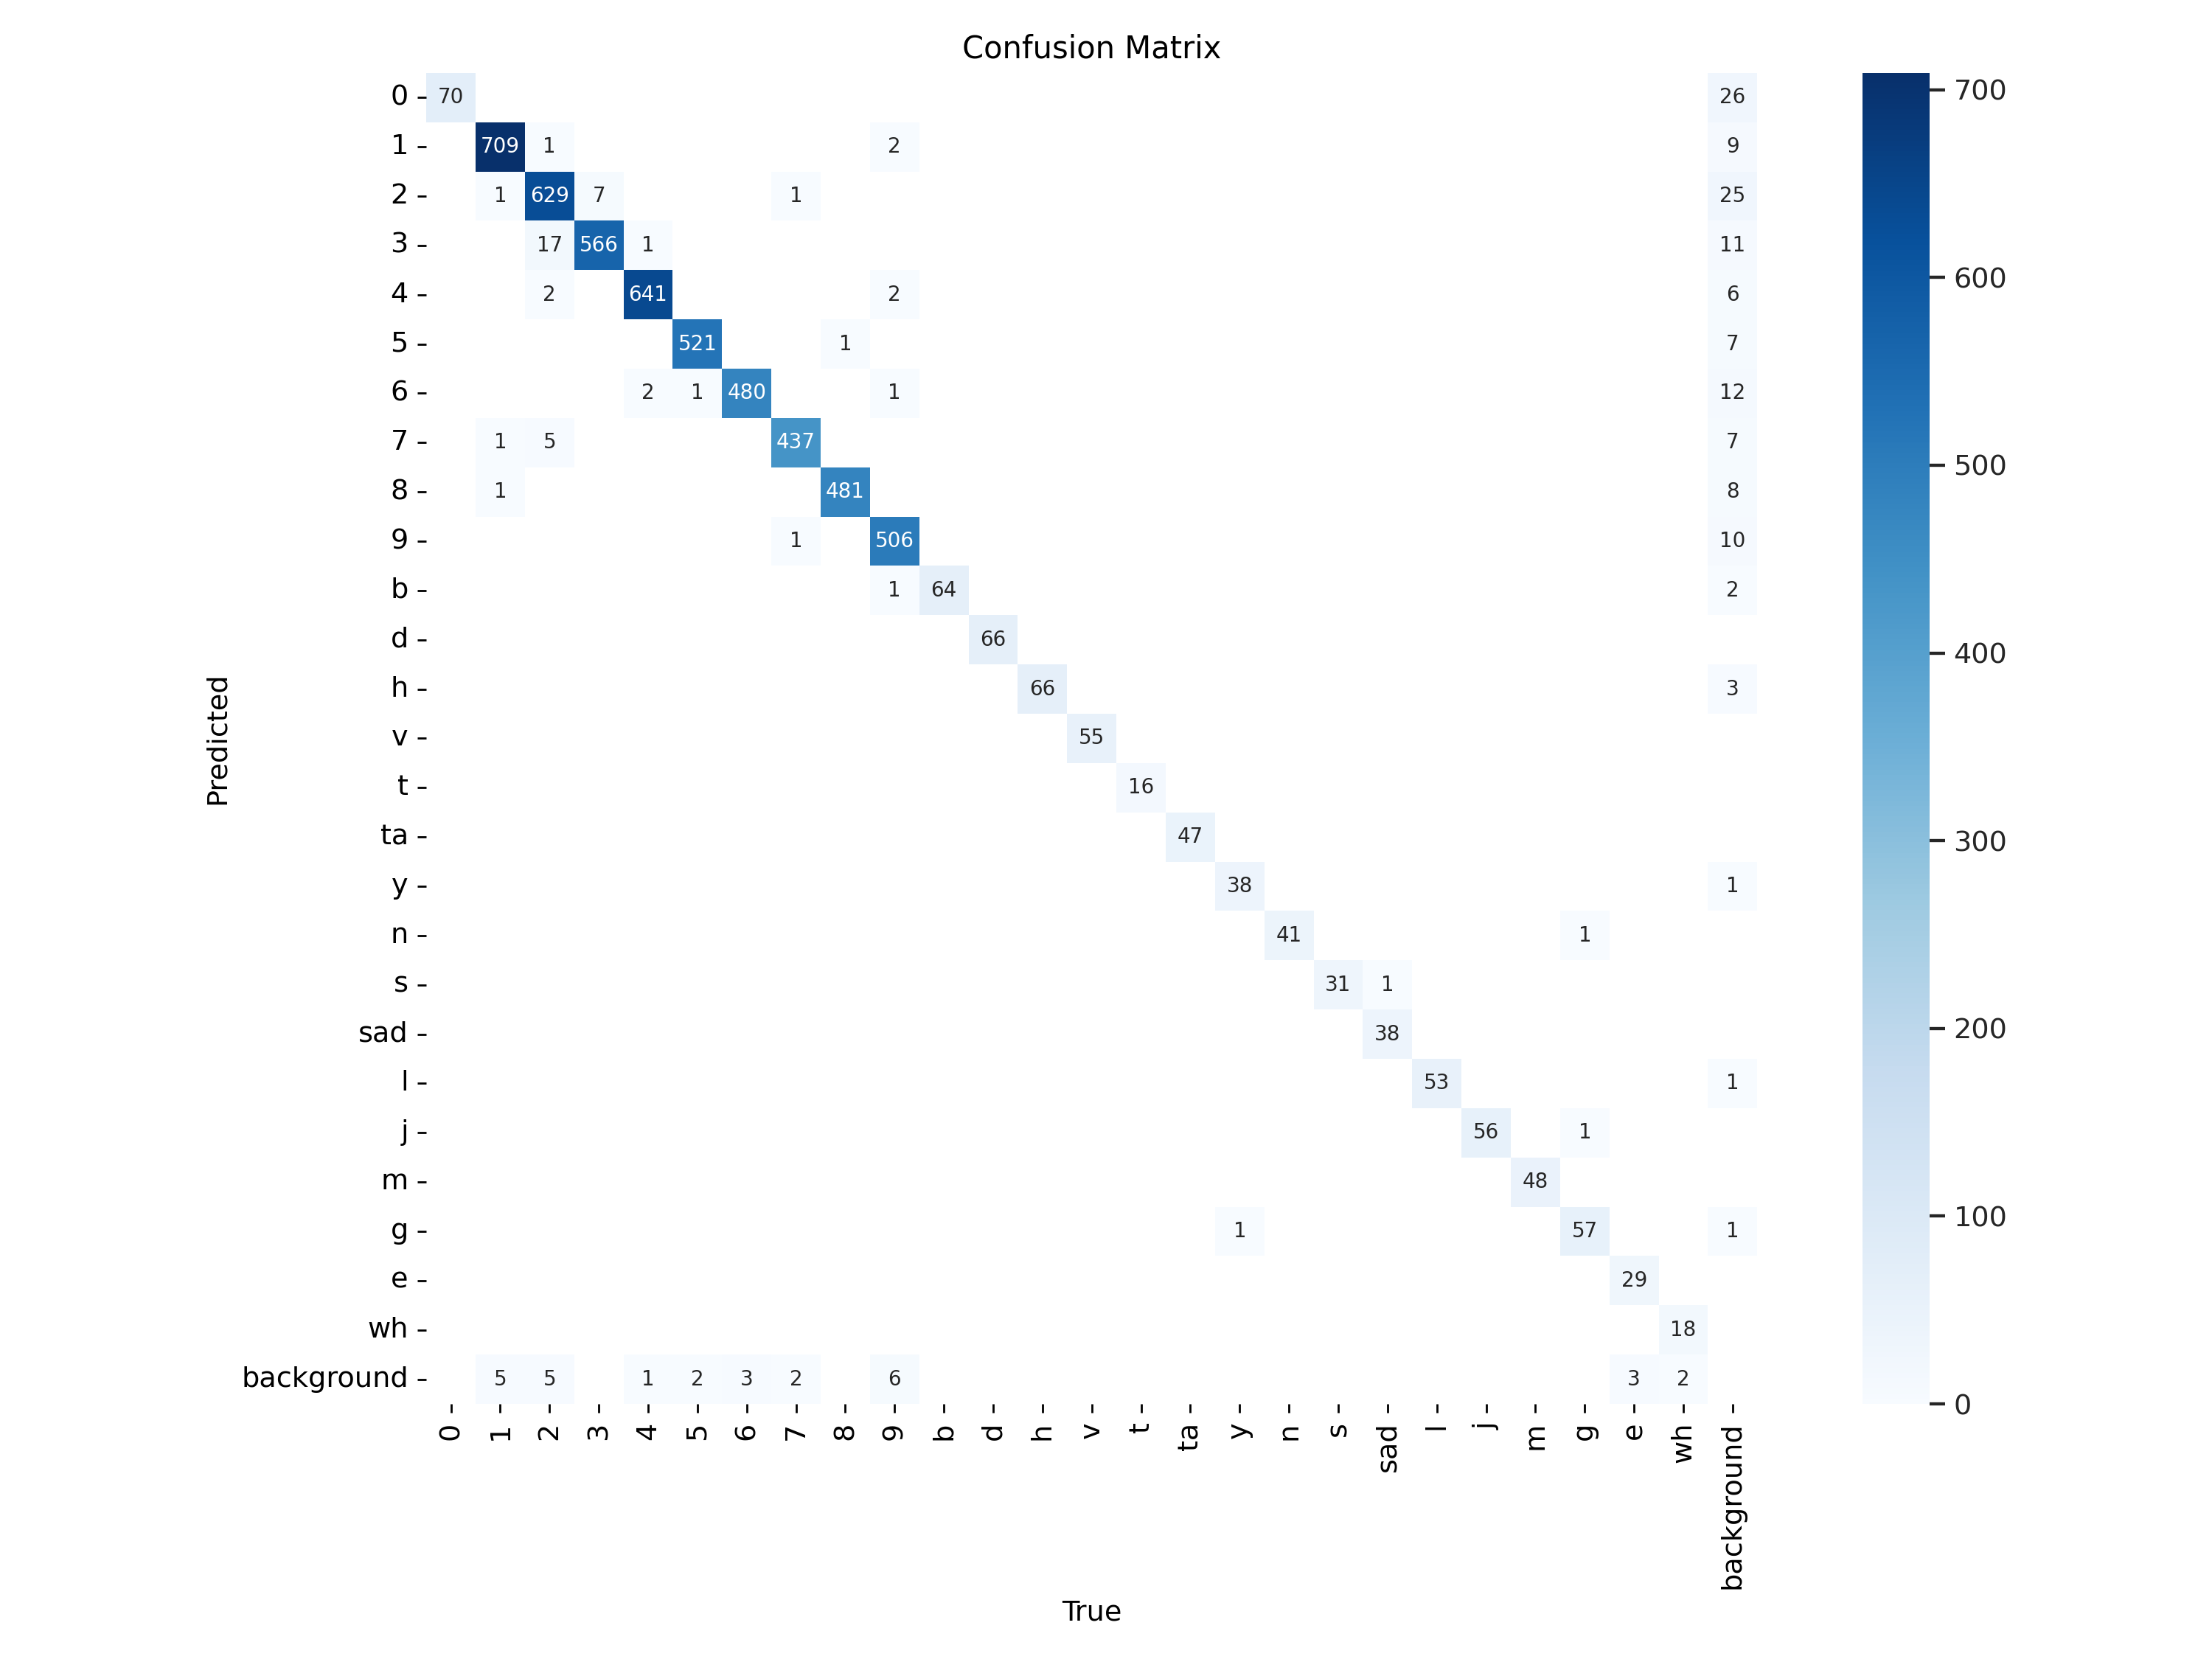 Confusion Matrix
0 70 26 700
1 709 1 2 9
2 1 629 7 1 25
3 17 566 1 11 600
4 2 641 2 6
5 521 1 7
6 2 1 480 1 12
7 1 5 437 7 500
8 1 481 8
9 1 506 10
b 1 64 2
d 66 400
h 66 3
v 55
t 16
ta 47 300
y 38 1
n 41 1
s 31 1
sad 38 200
l 53 1
j 56 1
m 48
g 1 57 1 100
e 29
wh 18
background 5 5 1 2 3 2 6 3 2 0
0 1 2 3 4 5 6 7 8 9 b d h v t ta y n s sad l j m g e wh background
Predicted
True